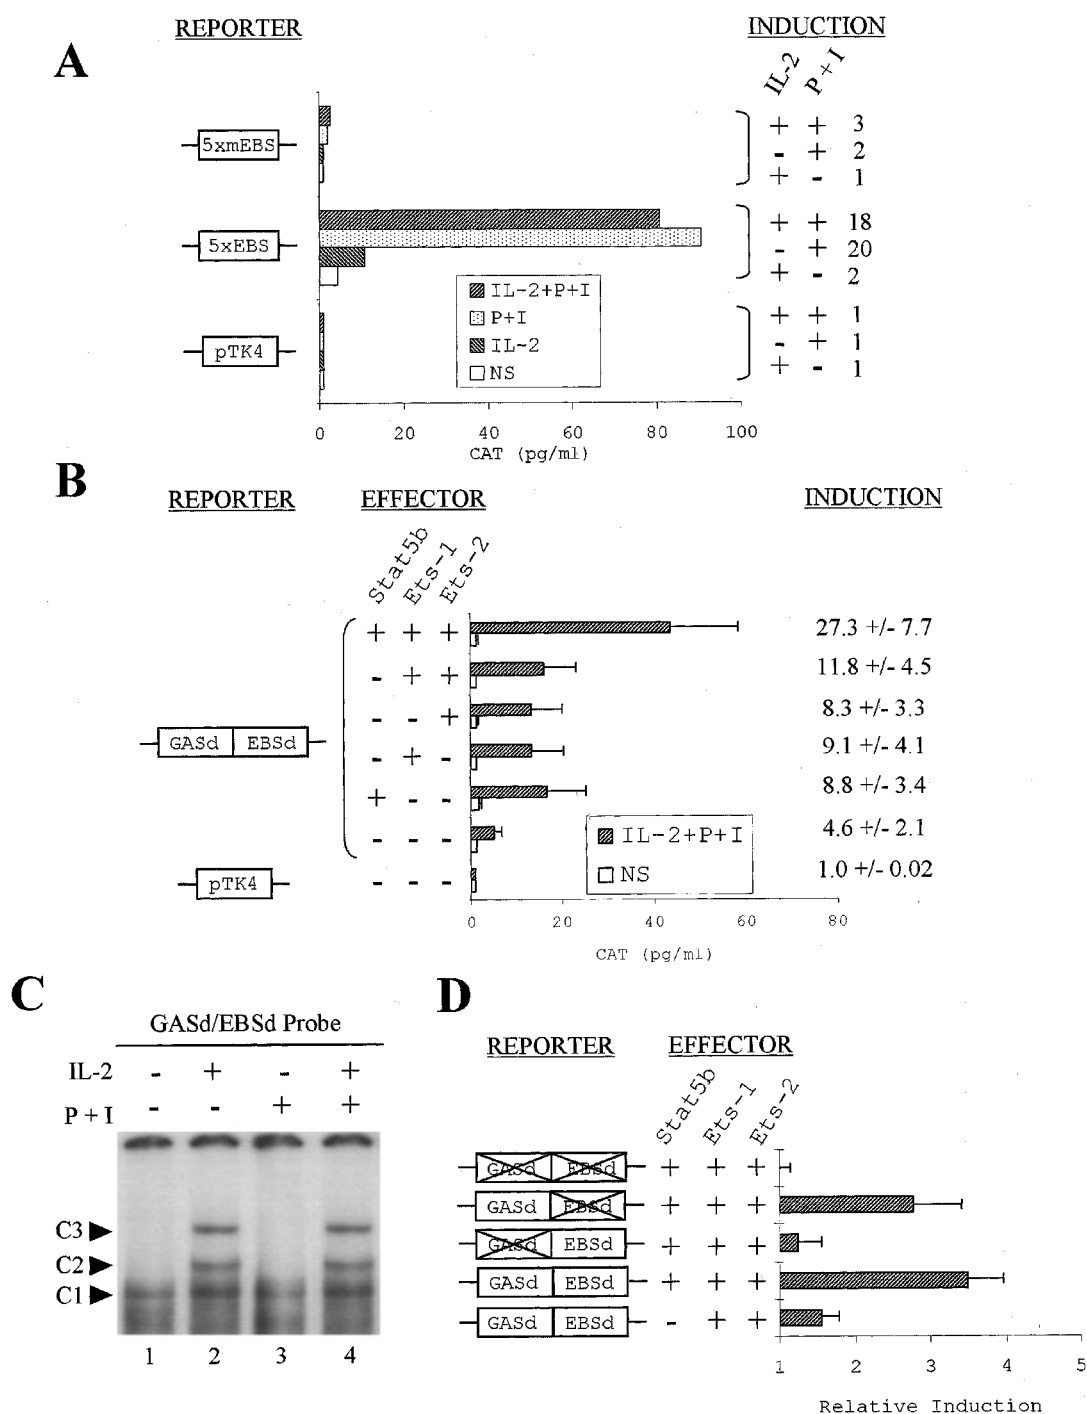 REPORTER INDUCTION
A
IL-2 P + I
5xmEBS
+ + 3
- + 2
+ - 1
5xEBS
+ + 18
- + 20
+ - 2
pTK4
+ + 1
- + 1
+ - 1
IL-2+P+I
P+I
IL-2
NS
0 20 40 60 80 100
CAT (pg/ml)
B
REPORTER EFFECTOR INDUCTION
Stat5b Ets-1 Ets-2
+ + + 27.3 +/- 7.7
- + + 11.8 +/- 4.5
- - + 8.3 +/- 3.3
GASd EBSd
- + - 9.1 +/- 4.1
+ - - 8.8 +/- 3.4
- - - 4.6 +/- 2.1
pTK4 - - - 1.0 +/- 0.02
IL-2+P+I
NS
0 20 40 60 80
CAT (pg/ml)
C
GASd/EBSd Probe
IL-2 - + - +
P + I - - + +
C3
C2
C1
1 2 3 4
D
REPORTER EFFECTOR
Stat5b Ets-1 Ets-2
GASd EBSd + + +
GASd EBSd + + +
GASd EBSd + + +
GASd EBSd + + +
GASd EBSd - + +
1 2 3 4 5
Relative Induction